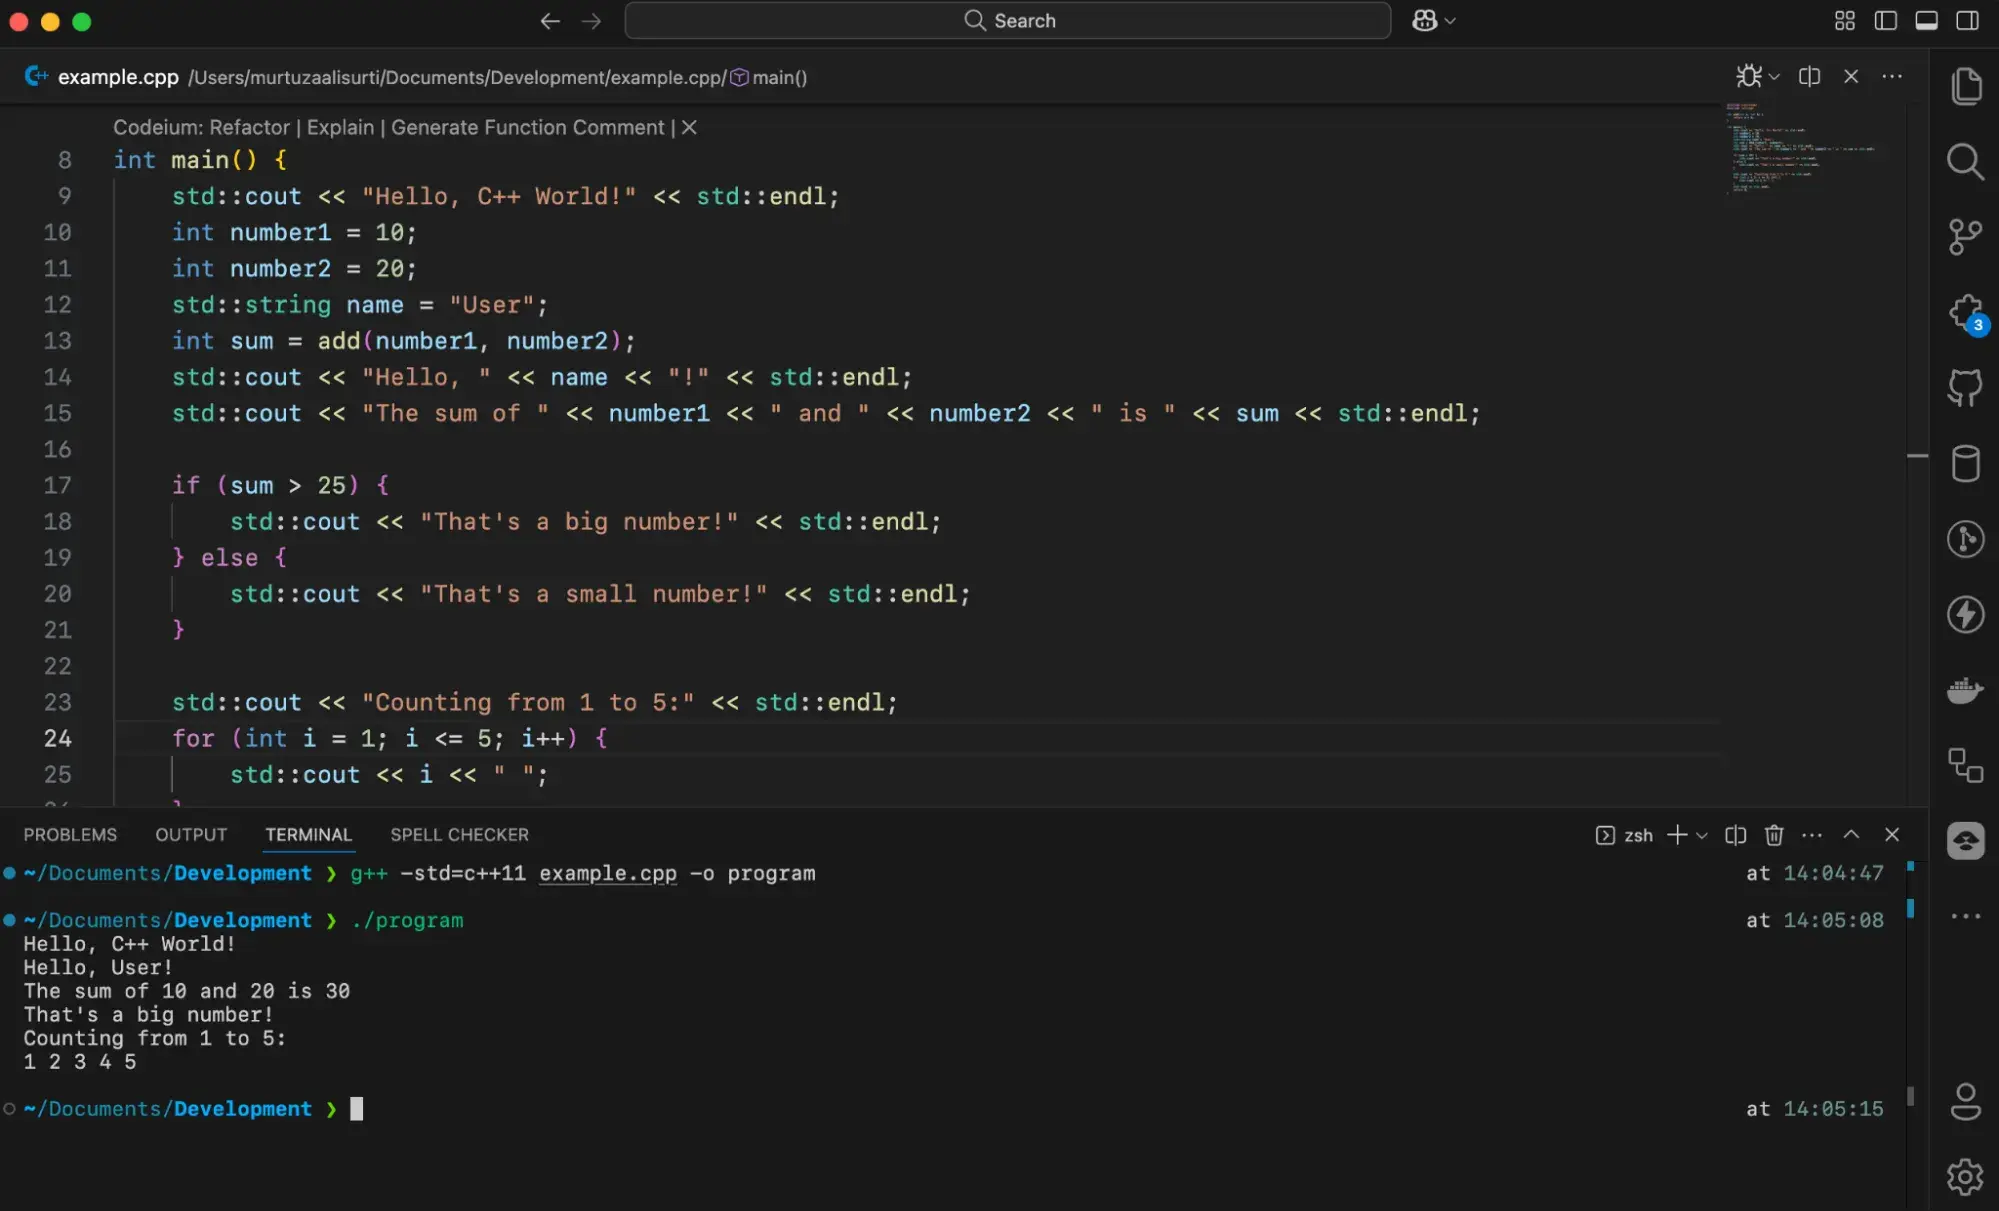 Search
example.cpp /Users/murtuzaalisurti/Documents/Development/example.cpp/ main()
Codeium: Refactor | Explain | Generate Function Comment | ✕
8 int main() {
9 std::cout << "Hello, C++ World!" << std::endl;
10 int number1 = 10;
11 int number2 = 20;
12 std::string name = "User";
13 int sum = add(number1, number2);
14 std::cout << "Hello, " << name << "!" << std::endl;
15 std::cout << "The sum of " << number1 << " and " << number2 << " is " << sum << std::endl;
16
17 if (sum > 25) {
18 std::cout << "That's a big number!" << std::endl;
19 } else {
20 std::cout << "That's a small number!" << std::endl;
21 }
22
23 std::cout << "Counting from 1 to 5:" << std::endl;
24 for (int i = 1; i <= 5; i++) {
25 std::cout << i << " ";
3
PROBLEMS OUTPUT TERMINAL SPELL CHECKER zsh
~/Documents/Development ❯ g++ -std=c++11 example.cpp -o program at 14:04:47
~/Documents/Development ❯ ./program at 14:05:08
Hello, C++ World!
Hello, User!
The sum of 10 and 20 is 30
That's a big number!
Counting from 1 to 5:
1 2 3 4 5
~/Documents/Development ❯ at 14:05:15